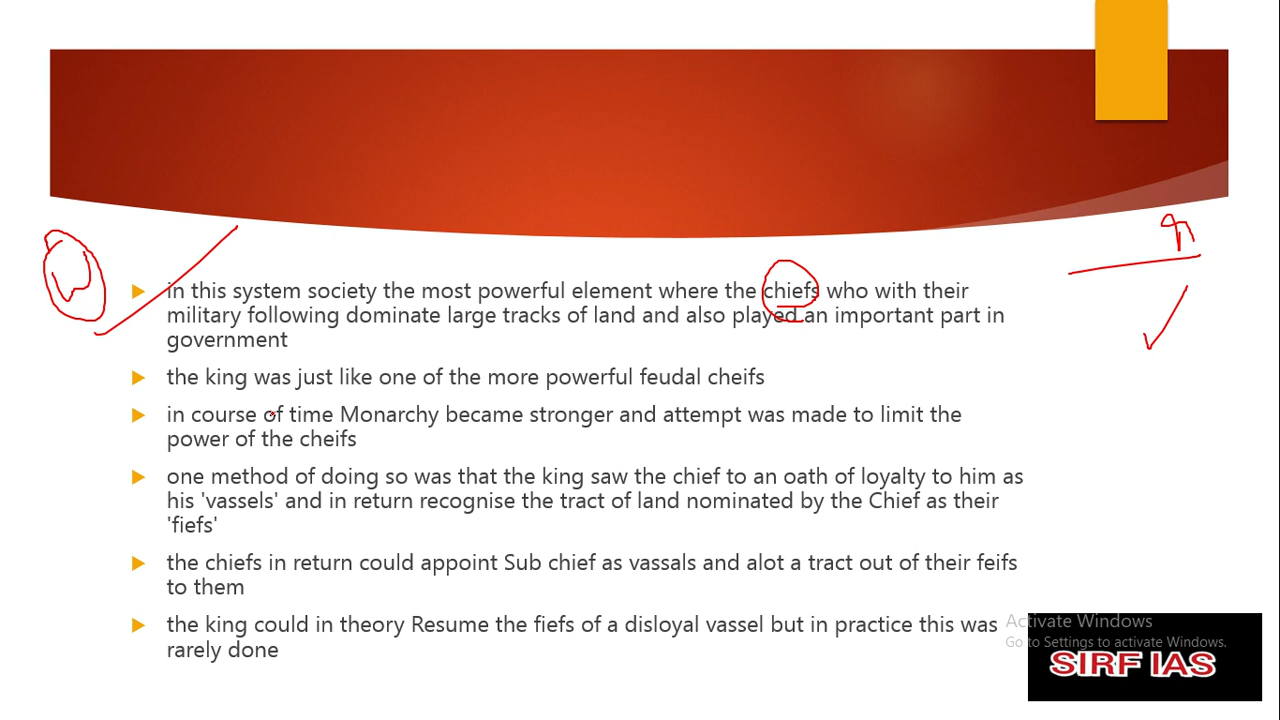 in this system society the most powerful element where the chiefs who with their
military following dominate large tracks of land and also played an important part in
government
the king was just like one of the more powerful feudal cheifs
in course of time Monarchy became stronger and attempt was made to limit the
power of the cheifs
one method of doing so was that the king saw the chief to an oath of loyalty to him as
his 'vassels' and in return recognise the tract of land nominated by the Chief as their
'fiefs'
the chiefs in return could appoint Sub chief as vassals and alot a tract out of their feifs
to them
the king could in theory Resume the fiefs of a disloyal vassel but in practice this was
rarely done
Activate Windows
Go to Settings to activate Windows.
SIRF IAS